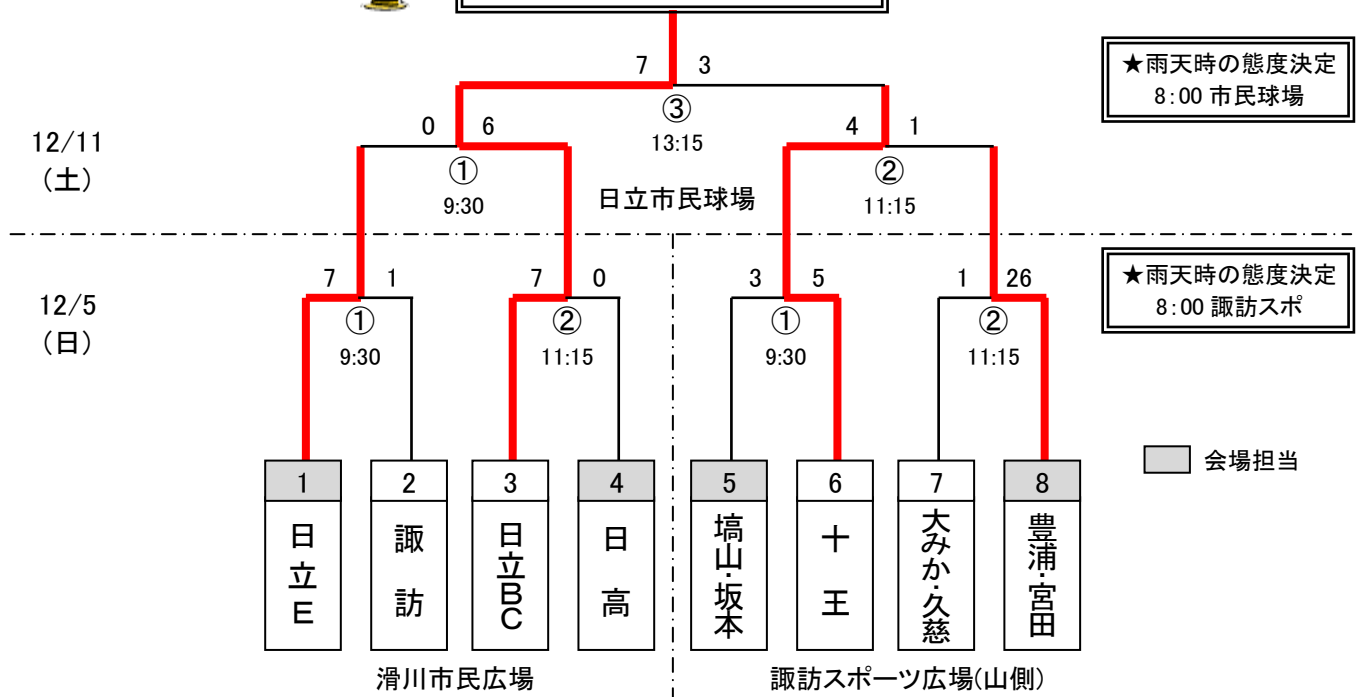 7 3
★雨天時の態度決定
8:00 市民球場
③
13:15
12/11
(土)
0 6
①
9:30
日立市民球場
4 1
②
11:15
★雨天時の態度決定
8:00 諏訪スポ
12/5
(日)
7 1
①
9:30
7 0
②
11:15
3 5
①
9:30
1 26
②
11:15
会場担当
1
日立E
2
諏訪
3
日立BC
4
日高
5
塙山・坂本
6
十王
7
大みか・久慈
8
豊浦・宮田
滑川市民広場
諏訪スポーツ広場(山側)